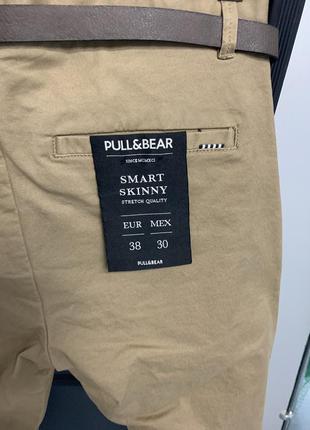 PULL&BEAR
SINCE MCMXCI
SMART
SKINNY
STRETCH QUALITY
EUR MEX
38 30
PULL&BEAR